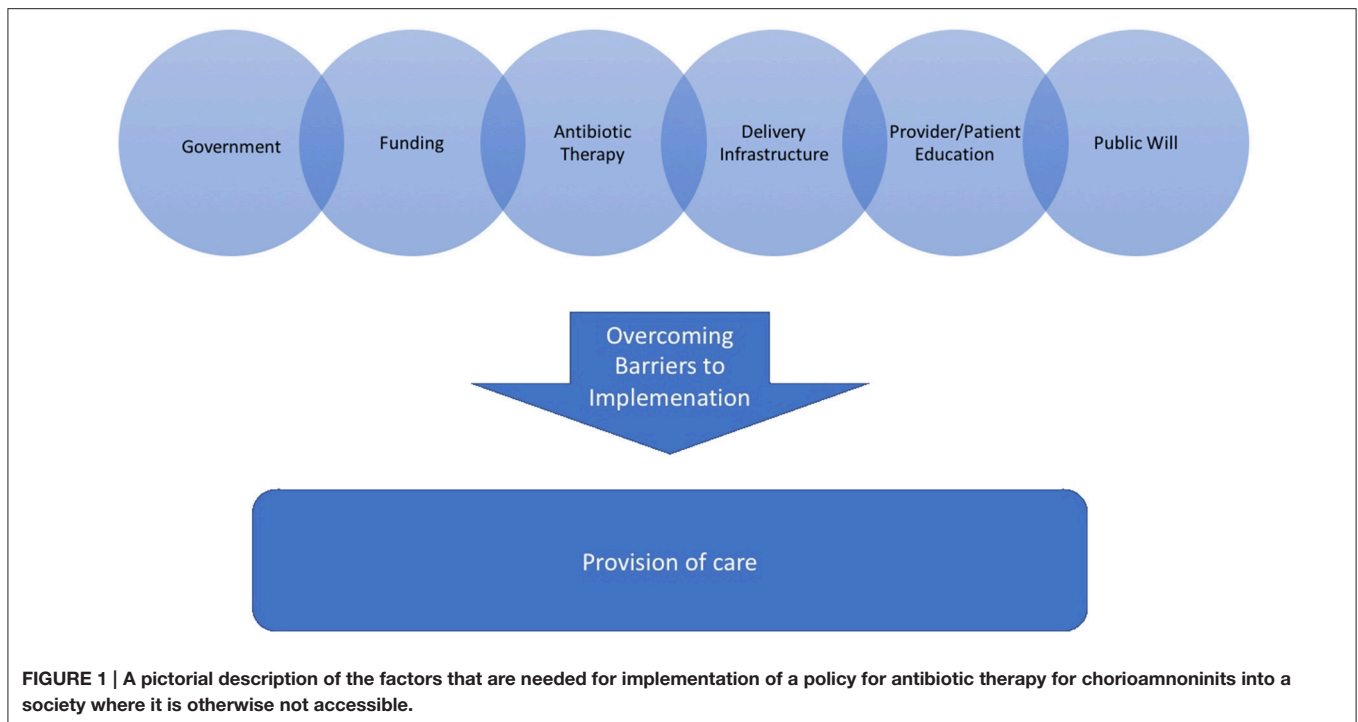 Government
Funding
Antibiotic
Therapy
Delivery
Infrastructure
Provider/Patient
Education
Public Will
Overcoming
Barriers to
Implemenation
Provision of care
FIGURE 1 | A pictorial description of the factors that are needed for implementation of a policy for antibiotic therapy for chorioamnoninits into a
society where it is otherwise not accessible.